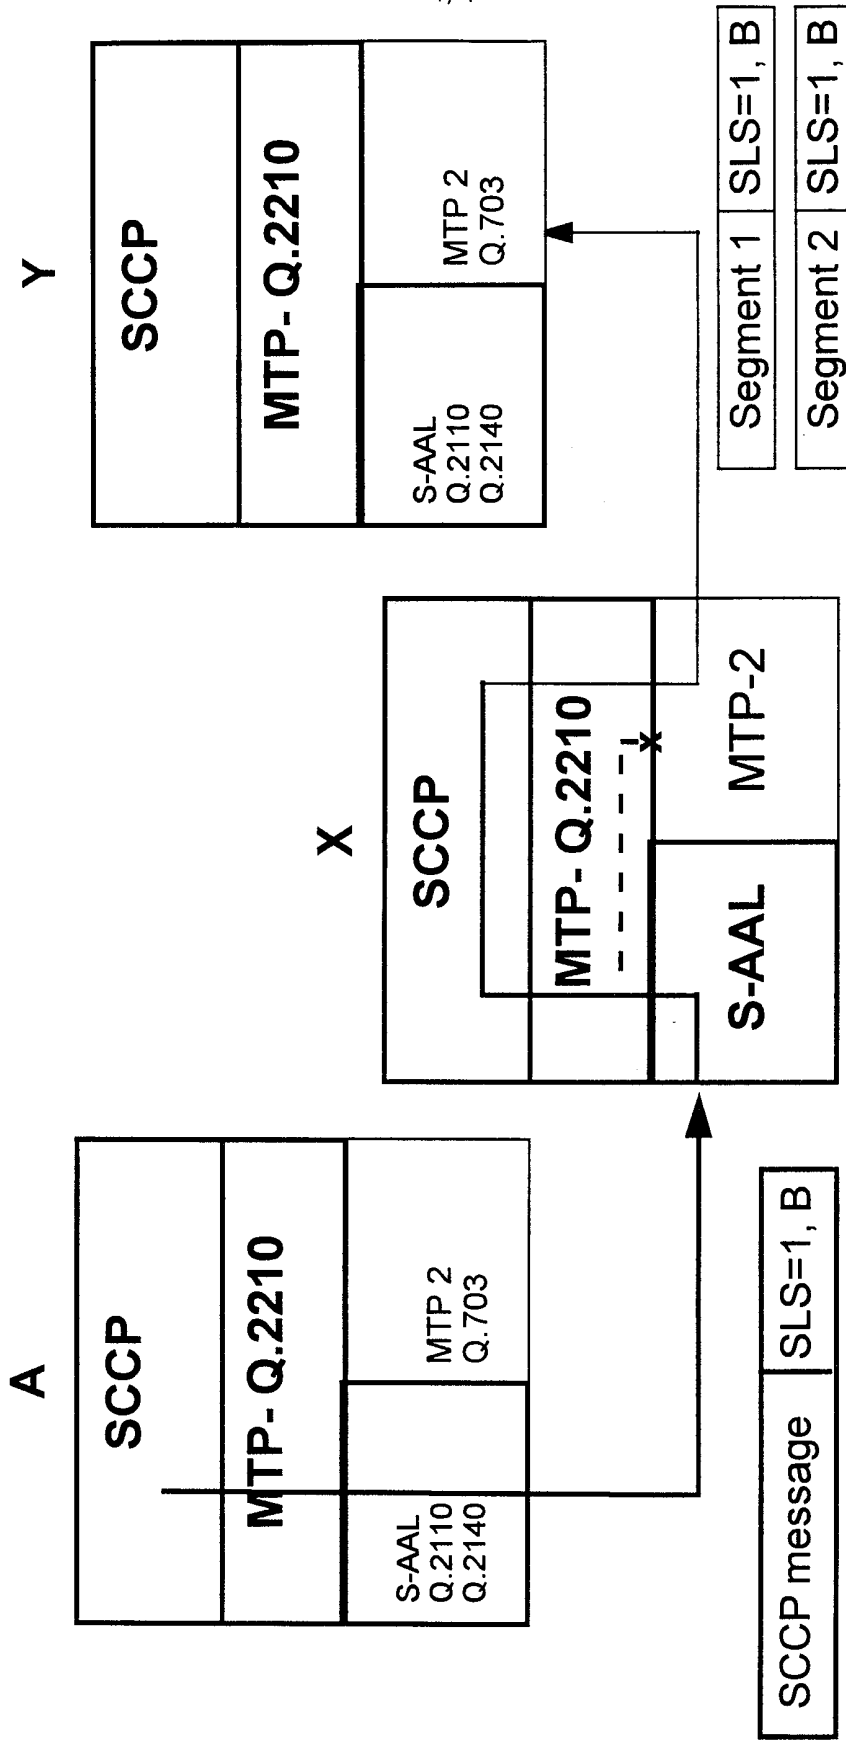 A
SCCP
MTP- Q.2210
S-AAL
Q.2110
Q.2140
MTP 2
Q.703
SCCP message
SLS=1, B
X
SCCP
MTP- Q.2210
X
S-AAL
MTP-2
Y
SCCP
MTP- Q.2210
S-AAL
Q.2110
Q.2140
MTP 2
Q.703
Segment 1
SLS=1, B
Segment 2
SLS=1, B